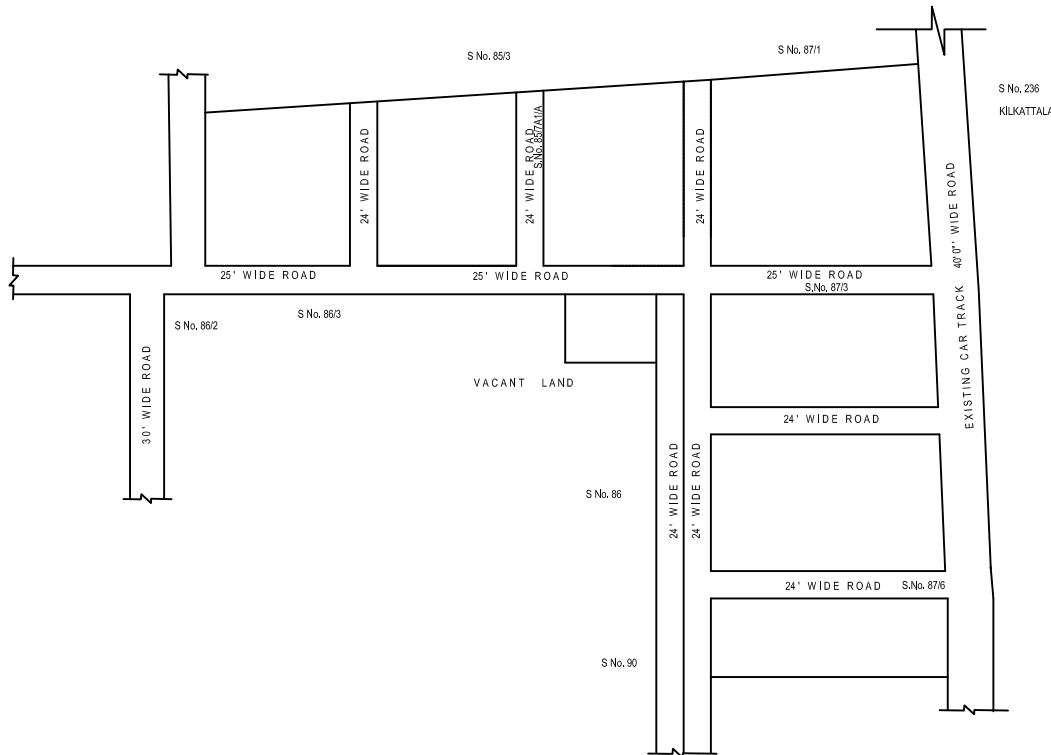 S No. 85/3
S No. 87/1
S No. 236
KILKATTALA
24' WIDE ROAD
24' WIDE ROAD
S.No. 85/7A1/A
24' WIDE ROAD
EXISTING CAR TRACK 40'0"' WIDE ROAD
25' WIDE ROAD
25' WIDE ROAD
25' WIDE ROAD
S.No. 87/3
S No. 86/2
S No. 86/3
30' WIDE ROAD
VACANT LAND
24' WIDE ROAD
S No. 86
24' WIDE ROAD
24' WIDE ROAD
24' WIDE ROAD
S.No. 87/6
S No. 90